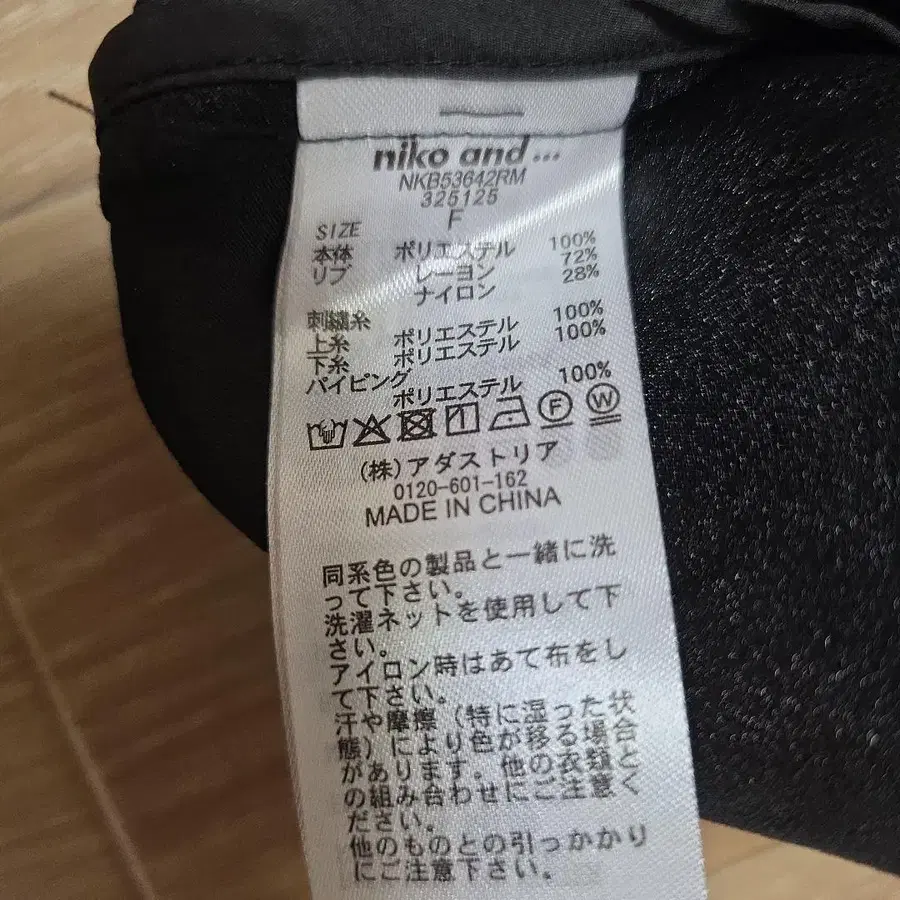 niko and...
NKB53642RM
325125
SIZE F
本体 ポリエステル 100%
リブ レーヨン 72%
ナイロン 28%
刺繍糸
上糸 ポリエステル 100%
下糸 ポリエステル 100%
パイピング
ポリエステル 100%
F W
(株)アダストリア
0120-601-162
MADE IN CHINA
同系色の製品と一緒に洗
って下さい。
洗濯ネットを使用して下
さい。
アイロン時はあて布をし
て下さい。
汗や摩擦(特に湿った状
態)により色が移る場合
があります。他の衣類と
の組み合わせにご注意く
ださい。
他のものとの引っかかり
にご注意下さい。